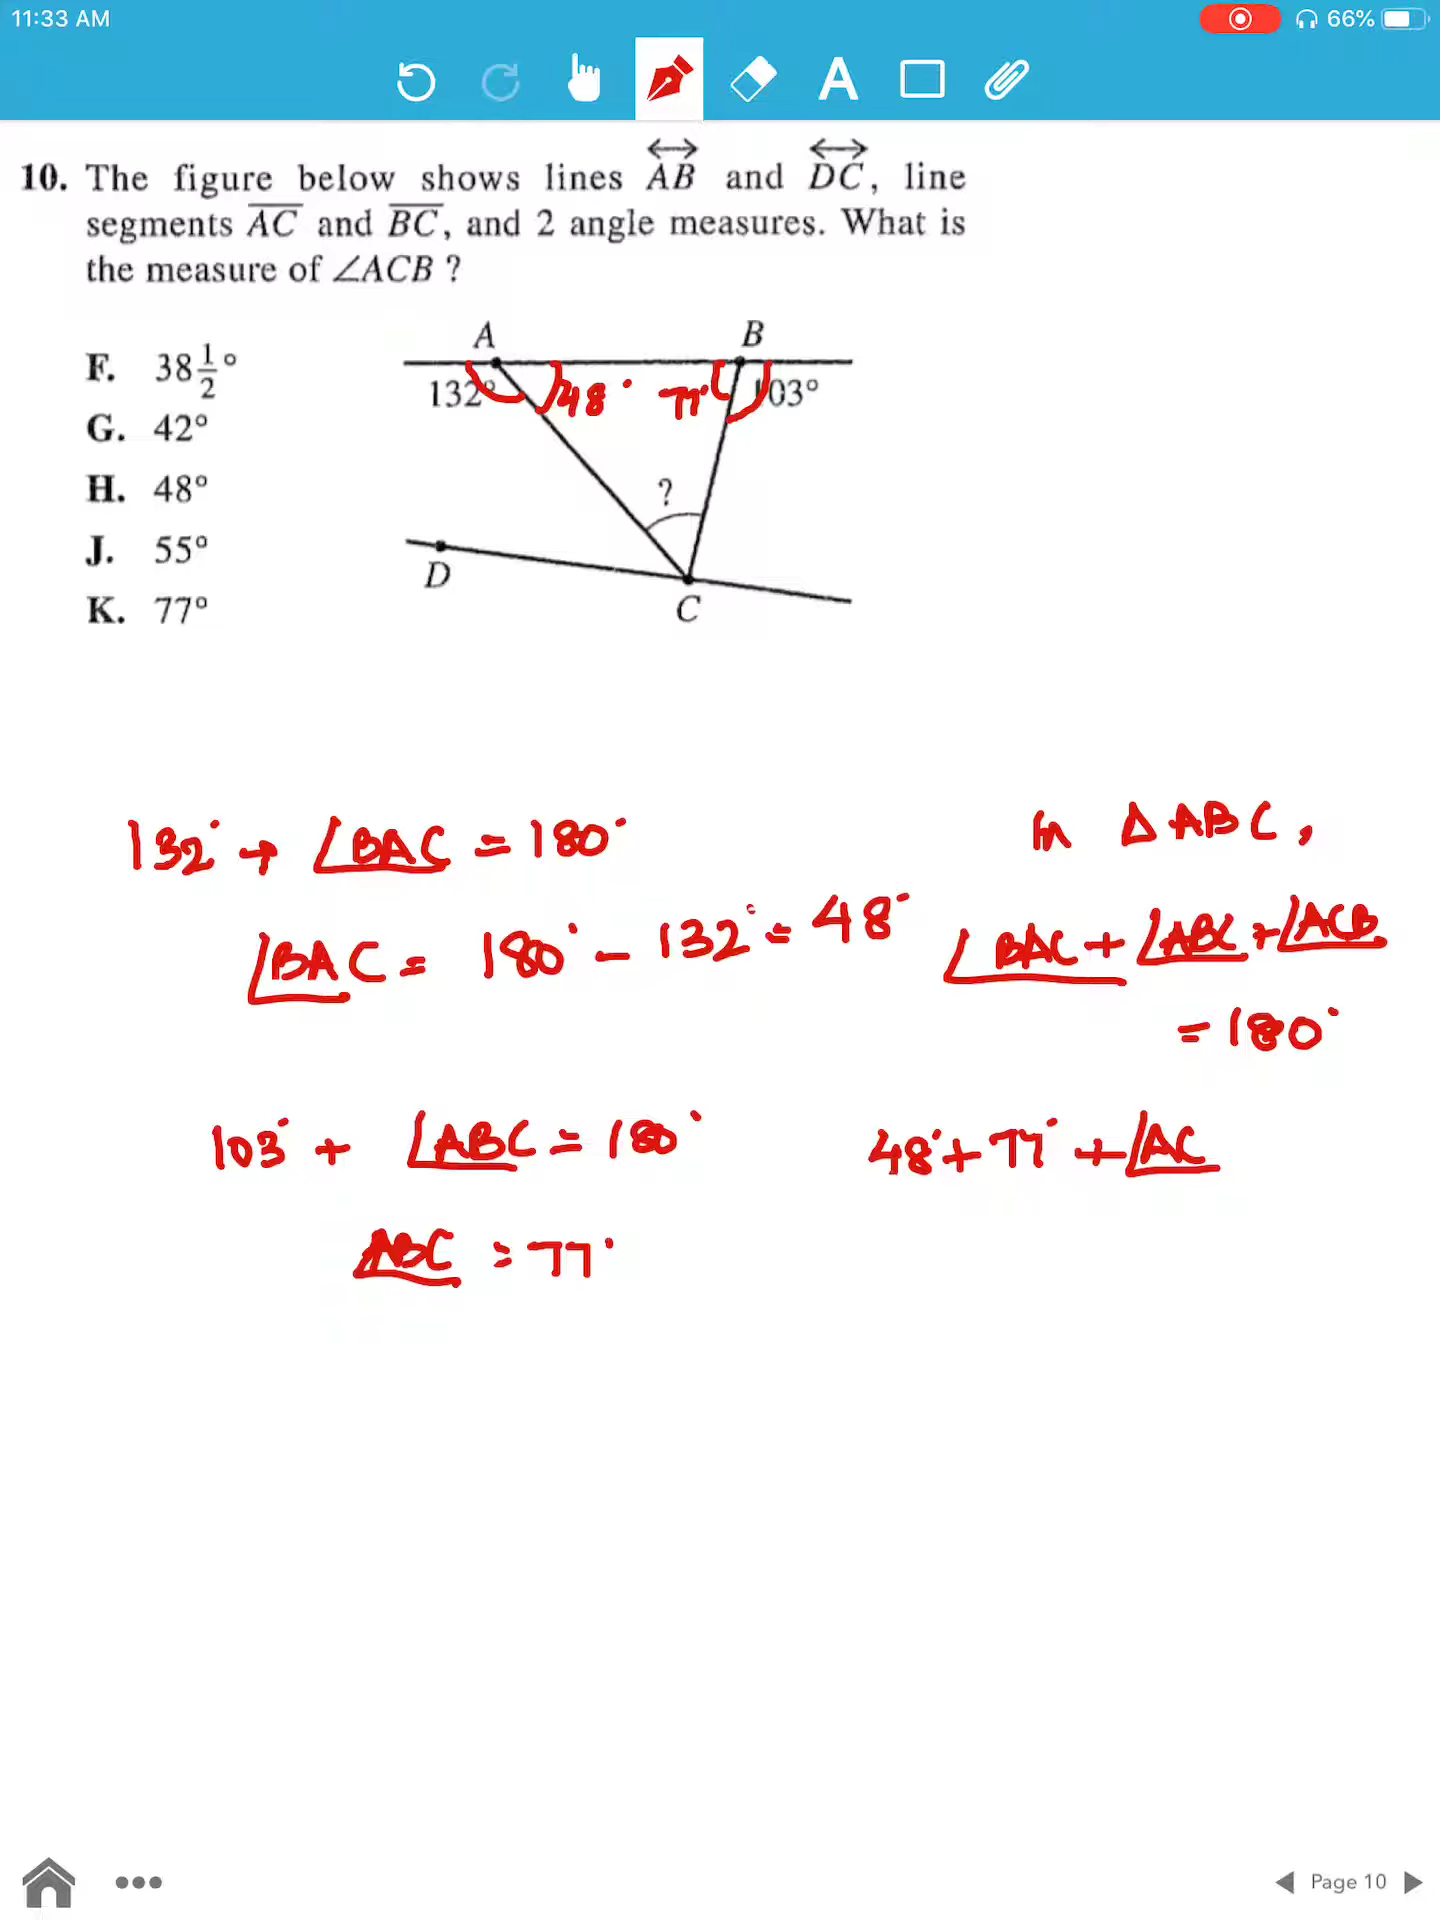 11:33 AM
66%
A
10. The figure below shows lines AB and DC, line
segments AC and BC, and 2 angle measures. What is
the measure of ∠ACB ?
F. 38 1/2°
G. 42°
H. 48°
J. 55°
K. 77°
A
B
132°
48°
77°
103°
?
D
C
132° + ∠BAC = 180°
∠BAC = 180° - 132° = 48°
103° + ∠ABC = 180°
∠ABC = 77°
In △ABC,
∠BAC + ∠ABC + ∠ACB
= 180°
48° + 77° + ∠AC
Page 10